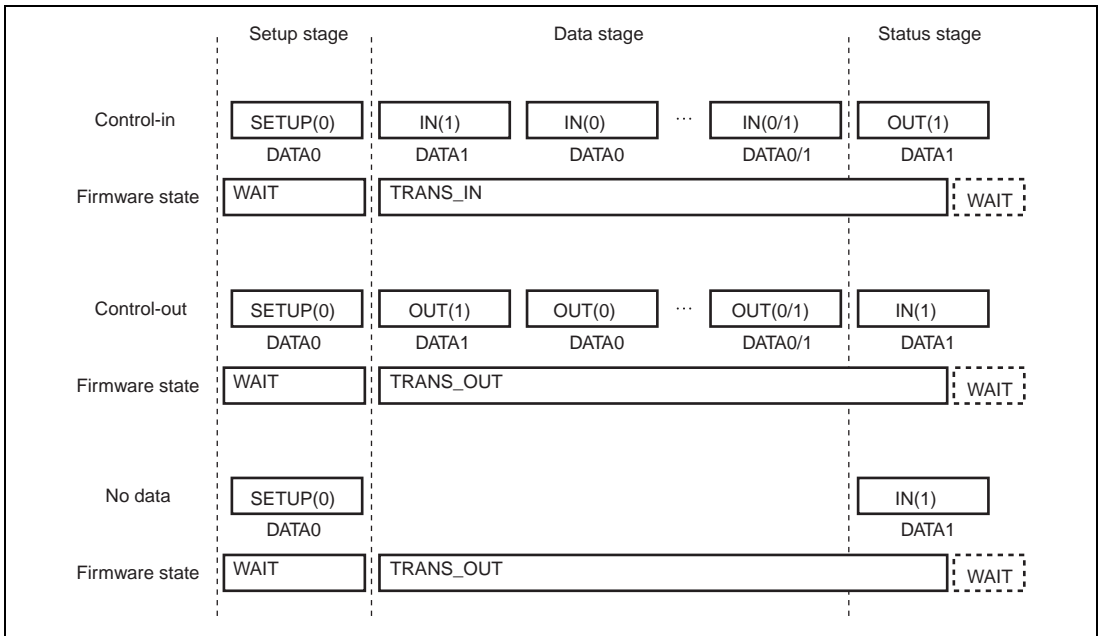 Setup stage Data stage Status stage
Control-in SETUP(0) IN(1) IN(0) ... IN(0/1) OUT(1)
DATA0 DATA1 DATA0 DATA0/1 DATA1
Firmware state WAIT TRANS_IN WAIT
Control-out SETUP(0) OUT(1) OUT(0) ... OUT(0/1) IN(1)
DATA0 DATA1 DATA0 DATA0/1 DATA1
Firmware state WAIT TRANS_OUT WAIT
No data SETUP(0) IN(1)
DATA0 DATA1
Firmware state WAIT TRANS_OUT WAIT